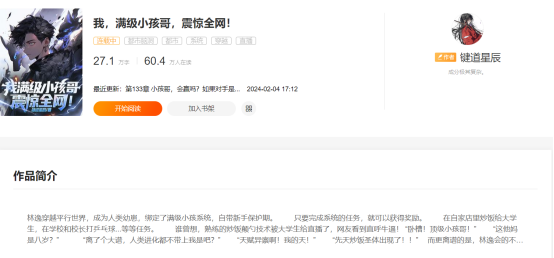 我，满级小孩哥，震惊全网！
连载中 都市脑洞 都市 系统 穿越 直播
27.1 万字 60.4 万人在读
最近更新：第133章 小孩哥，会赢吗？如果对手是... 2024-02-04 17:12
开始阅读 加入书架
我满级小孩哥
震惊全网！
作者 键道星辰
成分极其复杂。
作品简介
林逸穿越平行世界，成为人类幼崽，绑定了满级小孩系统，自带新手保护期。 只要完成系统的任务，就可以获得奖励。 在自家店里炒饭给大学
生，在学校和校长打乒乓球...等等任务。 谁曾想，熟练的炒饭颠勺技术被大学生给直播了，网友看到直呼牛逼！ “卧槽！顶级小孩哥！” “这他妈
是八岁？” “离了个大谱，人类进化都不带上我是吧？” “天赋异禀啊！我的天！” “先天炒饭圣体出现了！！” 而更离谱的是，林逸会的不...